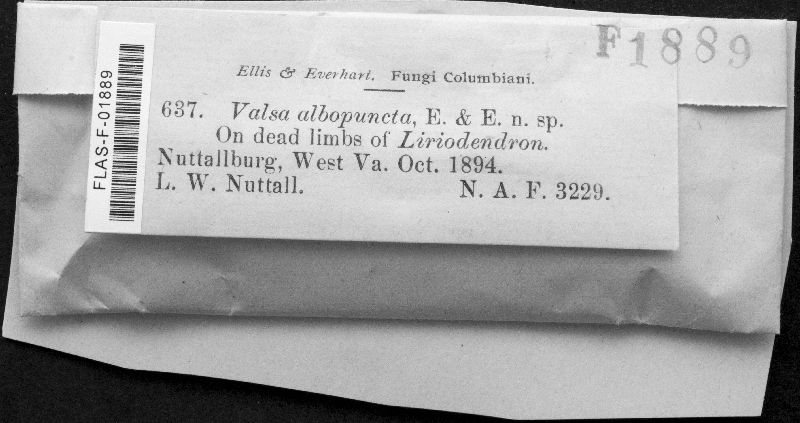 F1889
FLAS-F-01889
Ellis & Everhart. Fungi Columbiani.
637. Valsa albopuncta, E. & E. n. sp.
On dead limbs of Liriodendron.
Nuttallburg, West Va. Oct. 1894.
L. W. Nuttall. N. A. F. 3229.